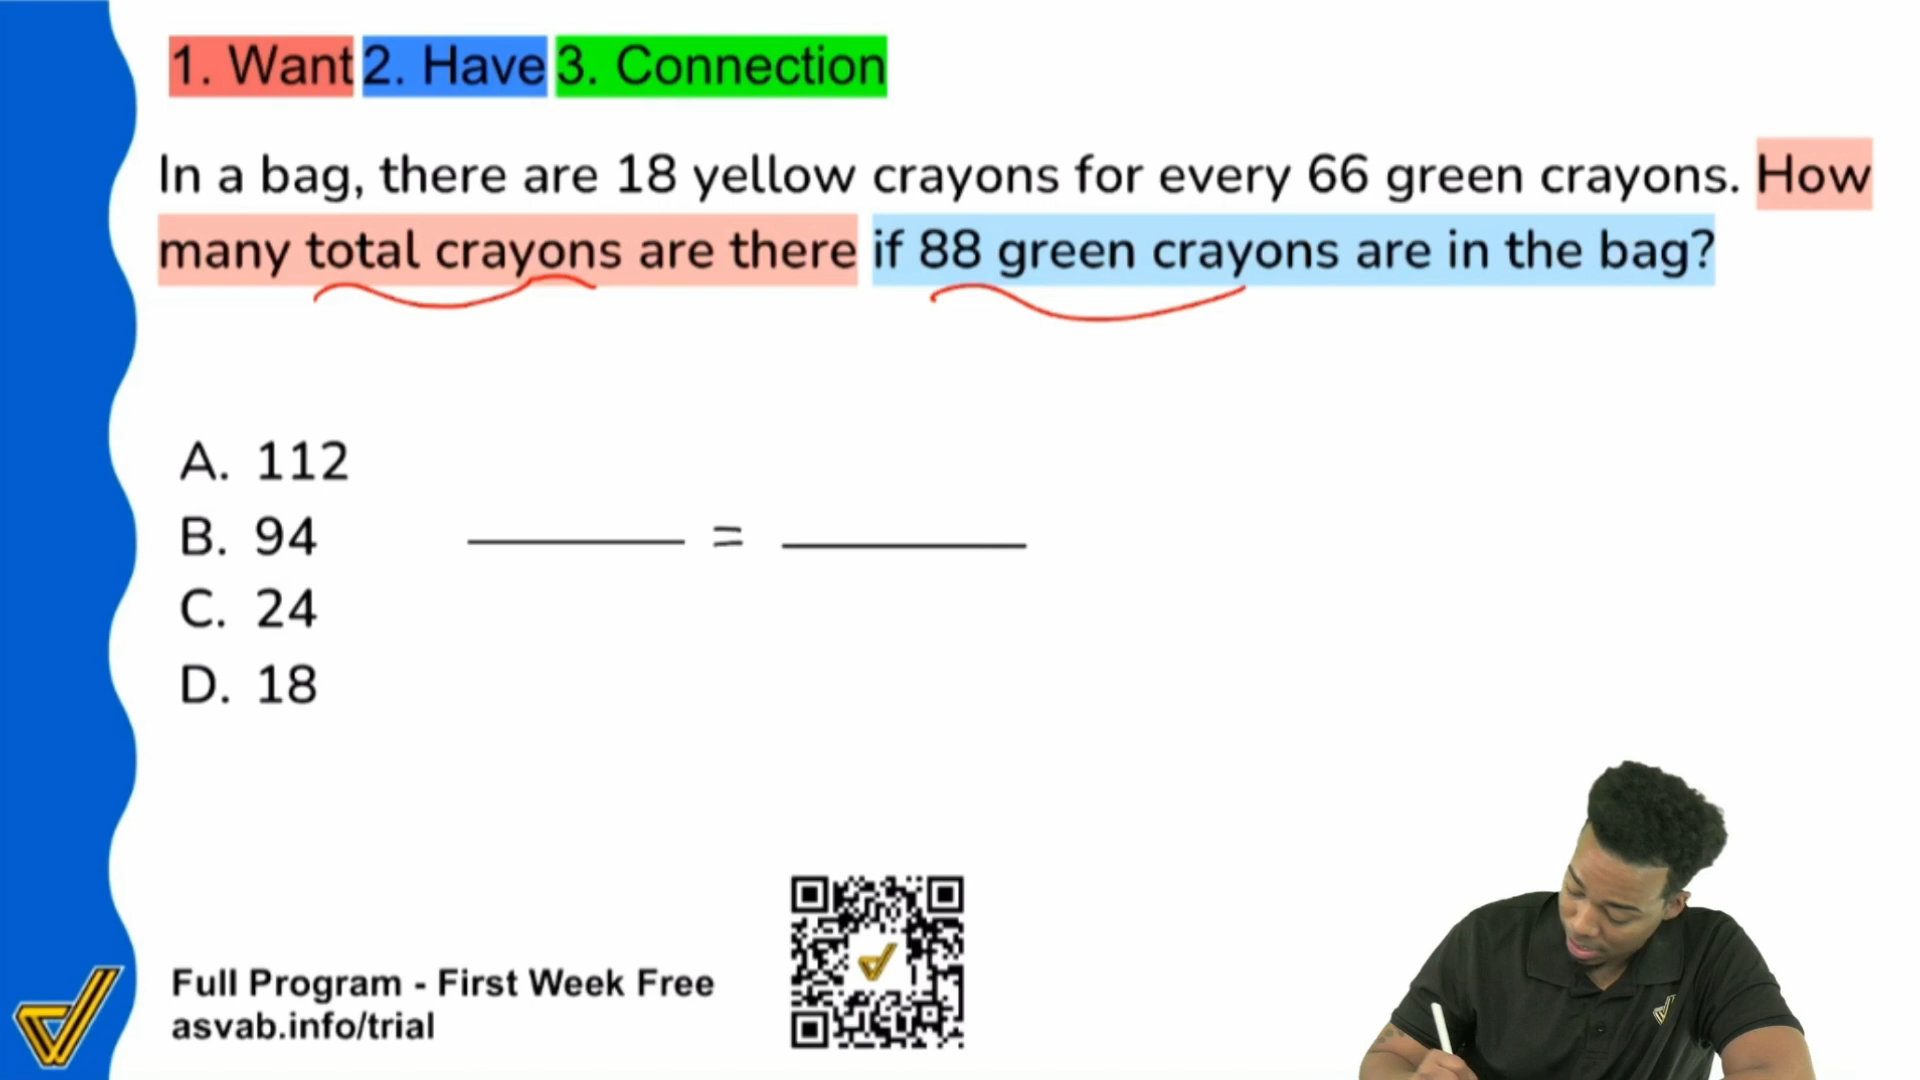 1. Want 2. Have 3. Connection
In a bag, there are 18 yellow crayons for every 66 green crayons. How
many total crayons are there if 88 green crayons are in the bag?
A. 112
B. 94
=
C. 24
D. 18
Full Program - First Week Free
asvab.info/trial